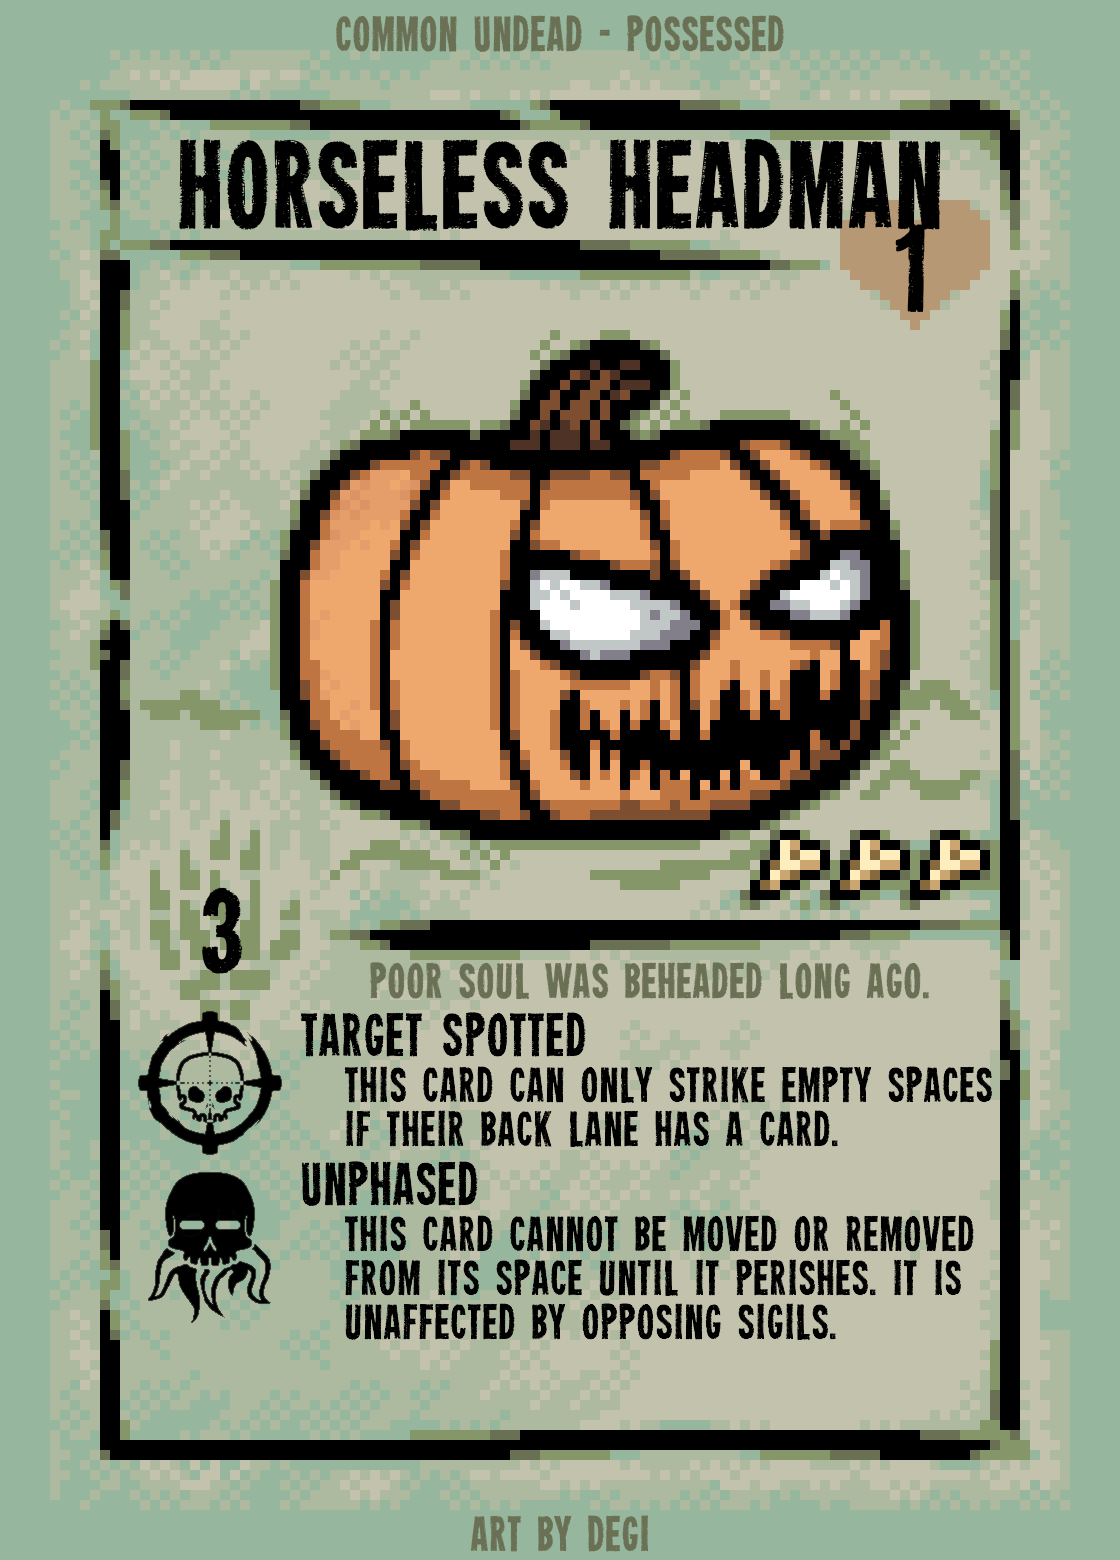 COMMON UNDEAD - POSSESSED
HORSELESS HEADMAN
1
3
POOR SOUL WAS BEHEADED LONG AGO.
TARGET SPOTTED
THIS CARD CAN ONLY STRIKE EMPTY SPACES
IF THEIR BACK LANE HAS A CARD.
UNPHASED
THIS CARD CANNOT BE MOVED OR REMOVED
FROM ITS SPACE UNTIL IT PERISHES. IT IS
UNAFFECTED BY OPPOSING SIGILS.
ART BY DEGI